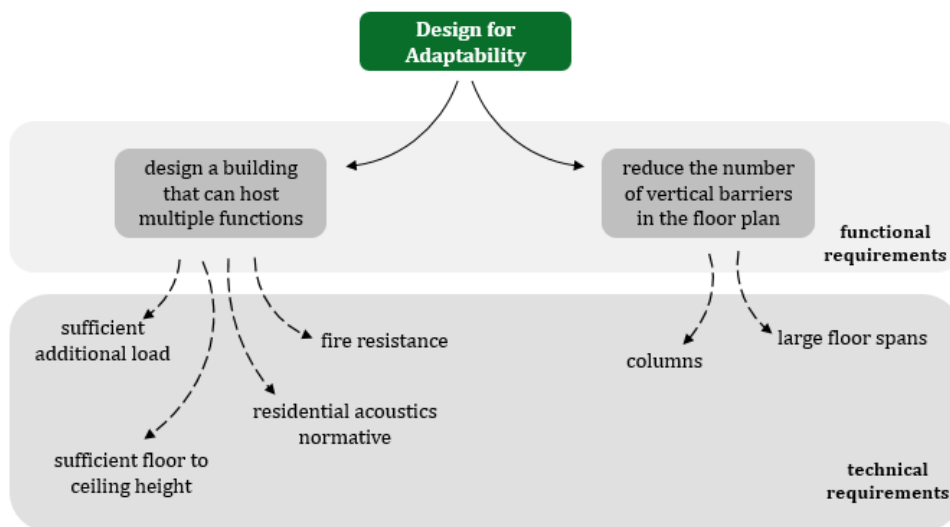 Design for
Adaptability
design a building
that can host
multiple functions
reduce the number
of vertical barriers
in the floor plan
functional
requirements
sufficient
additional load
fire resistance
columns
large floor spans
residential acoustics
normative
sufficient floor to
ceiling height
technical
requirements